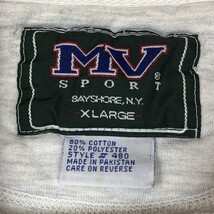 MV
SPORT
BAYSHORE, N.Y.
XLARGE
80% COTTON
20% POLYESTER
STYLE # 480
MADE IN PAKISTAN
CARE ON REVERSE